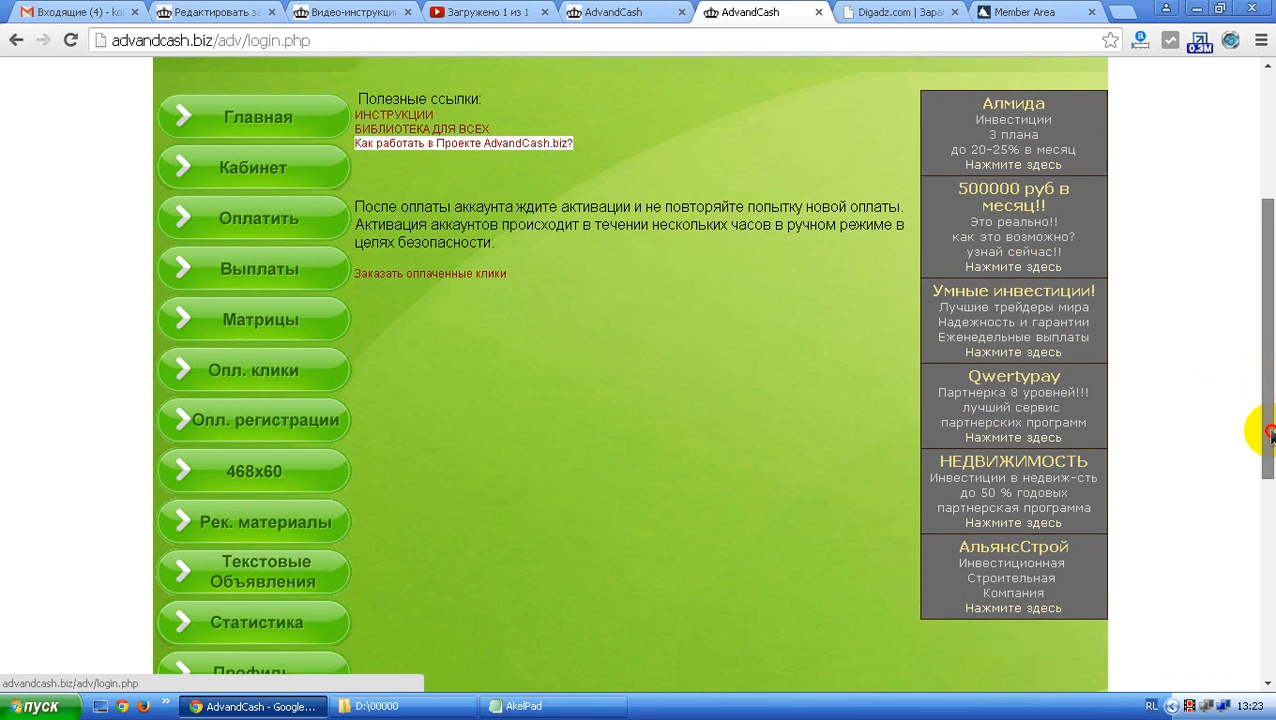 Входящие (4) - ko
Редактировать за
Видео-инструкци
Загружено 1 из 1
AdvandCash
AdvandCash
Digadz.com | Зара
Member Area
advandcash.biz/adv/login.php
0.3M
Главная
Кабинет
Оплатить
Выплаты
Матрицы
Опл. клики
Опл. регистрации
468x60
Рек. материалы
Текстовые
Объявления
Статистика
Профиль
Полезные ссылки:
ИНСТРУКЦИИ
БИБЛИОТЕКА ДЛЯ ВСЕХ
Как работать в Проекте AdvandCash.biz?
После оплаты аккаунта ждите активации и не повторяйте попытку новой оплаты.
Активация аккаунтов происходит в течении нескольких часов в ручном режиме в
целях безопасности.
Заказать оплаченные клики
Алмида
Инвестиции
3 плана
до 20-25% в месяц
Нажмите здесь
500000 руб в
месяц!!
Это реально!!
как это возможно?
узнай сейчас!!
Нажмите здесь
Умные инвестиции!
Лучшие трейдеры мира
Надежность и гарантии
Еженедельные выплаты
Нажмите здесь
Qwertypay
Партнерка 8 уровней!!!
лучший сервис
партнерских программ
Нажмите здесь
НЕДВИЖИМОСТЬ
Инвестиции в недвиж-сть
до 50 % годовых
партнерская программа
Нажмите здесь
АльянсСтрой
Инвестиционная
Строительная
Компания
Нажмите здесь
advandcash.biz/adv/login.php
пуск
AdvandCash - Google...
D:\00000
AkelPad
RU
13:23